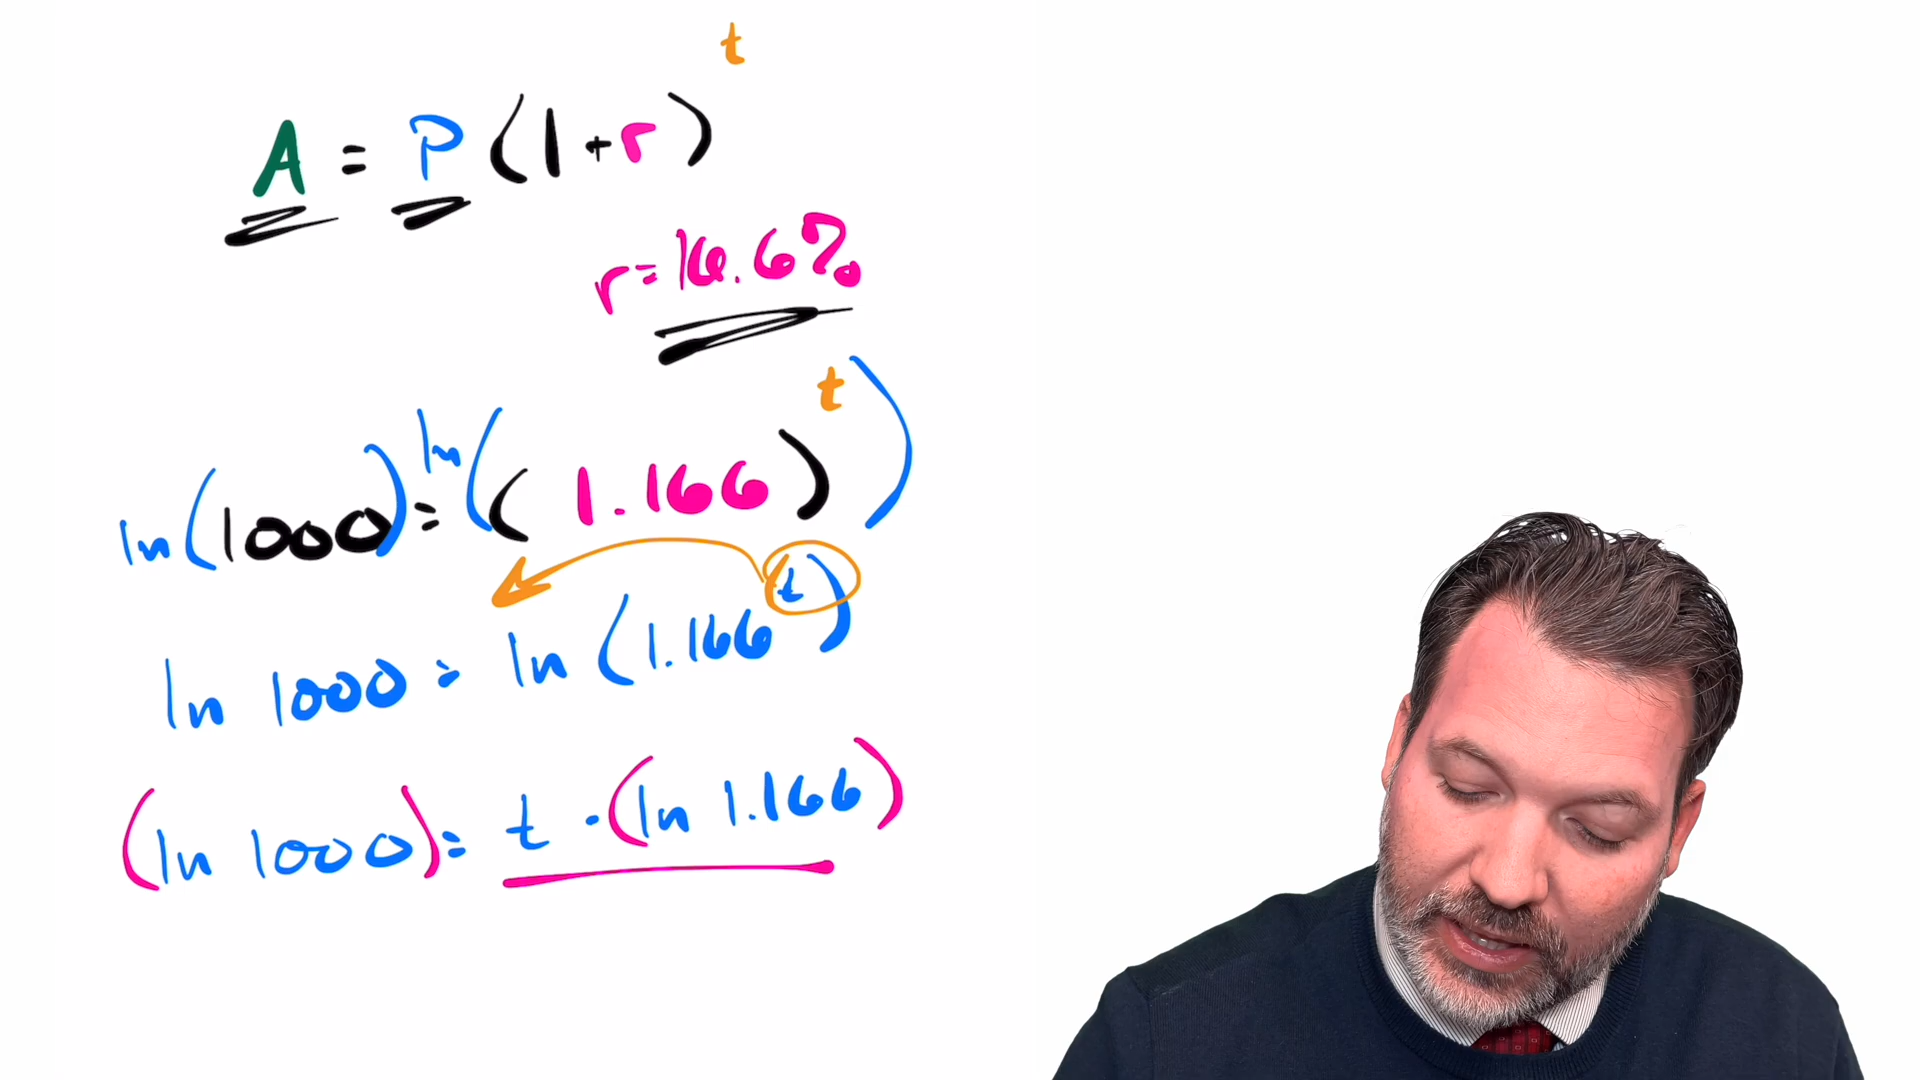 A = P (1+r)^t
r=16.6%
ln(1000) = ln((1.166)^t)
ln 1000 = ln (1.166^t)
(ln 1000) = t · (ln 1.166)